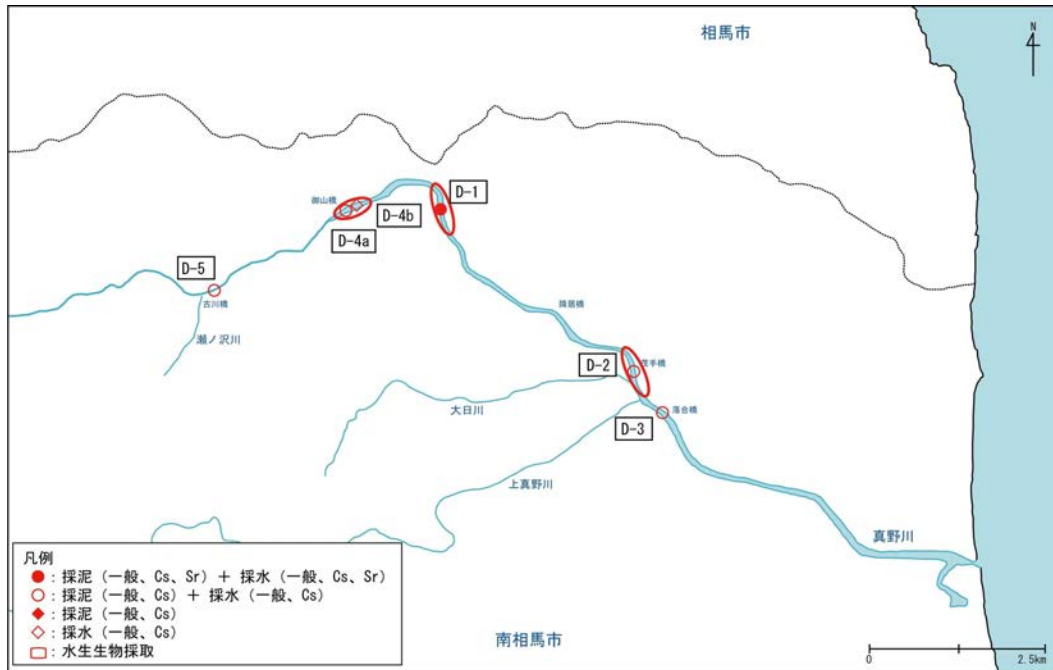 相馬市
N
D-1
御山橋
D-4b
D-4a
D-5
古川橋
瀬ノ沢川
D-2
大日川
落合橋
D-3
上真野川
真野川
凡例
：採泥（一般、Cs、Sr）＋ 採水（一般、Cs、Sr）
：採泥（一般、Cs）＋ 採水（一般、Cs）
：採泥（一般、Cs）
：採水（一般、Cs）
：水生生物採取
南相馬市
0
2.5km